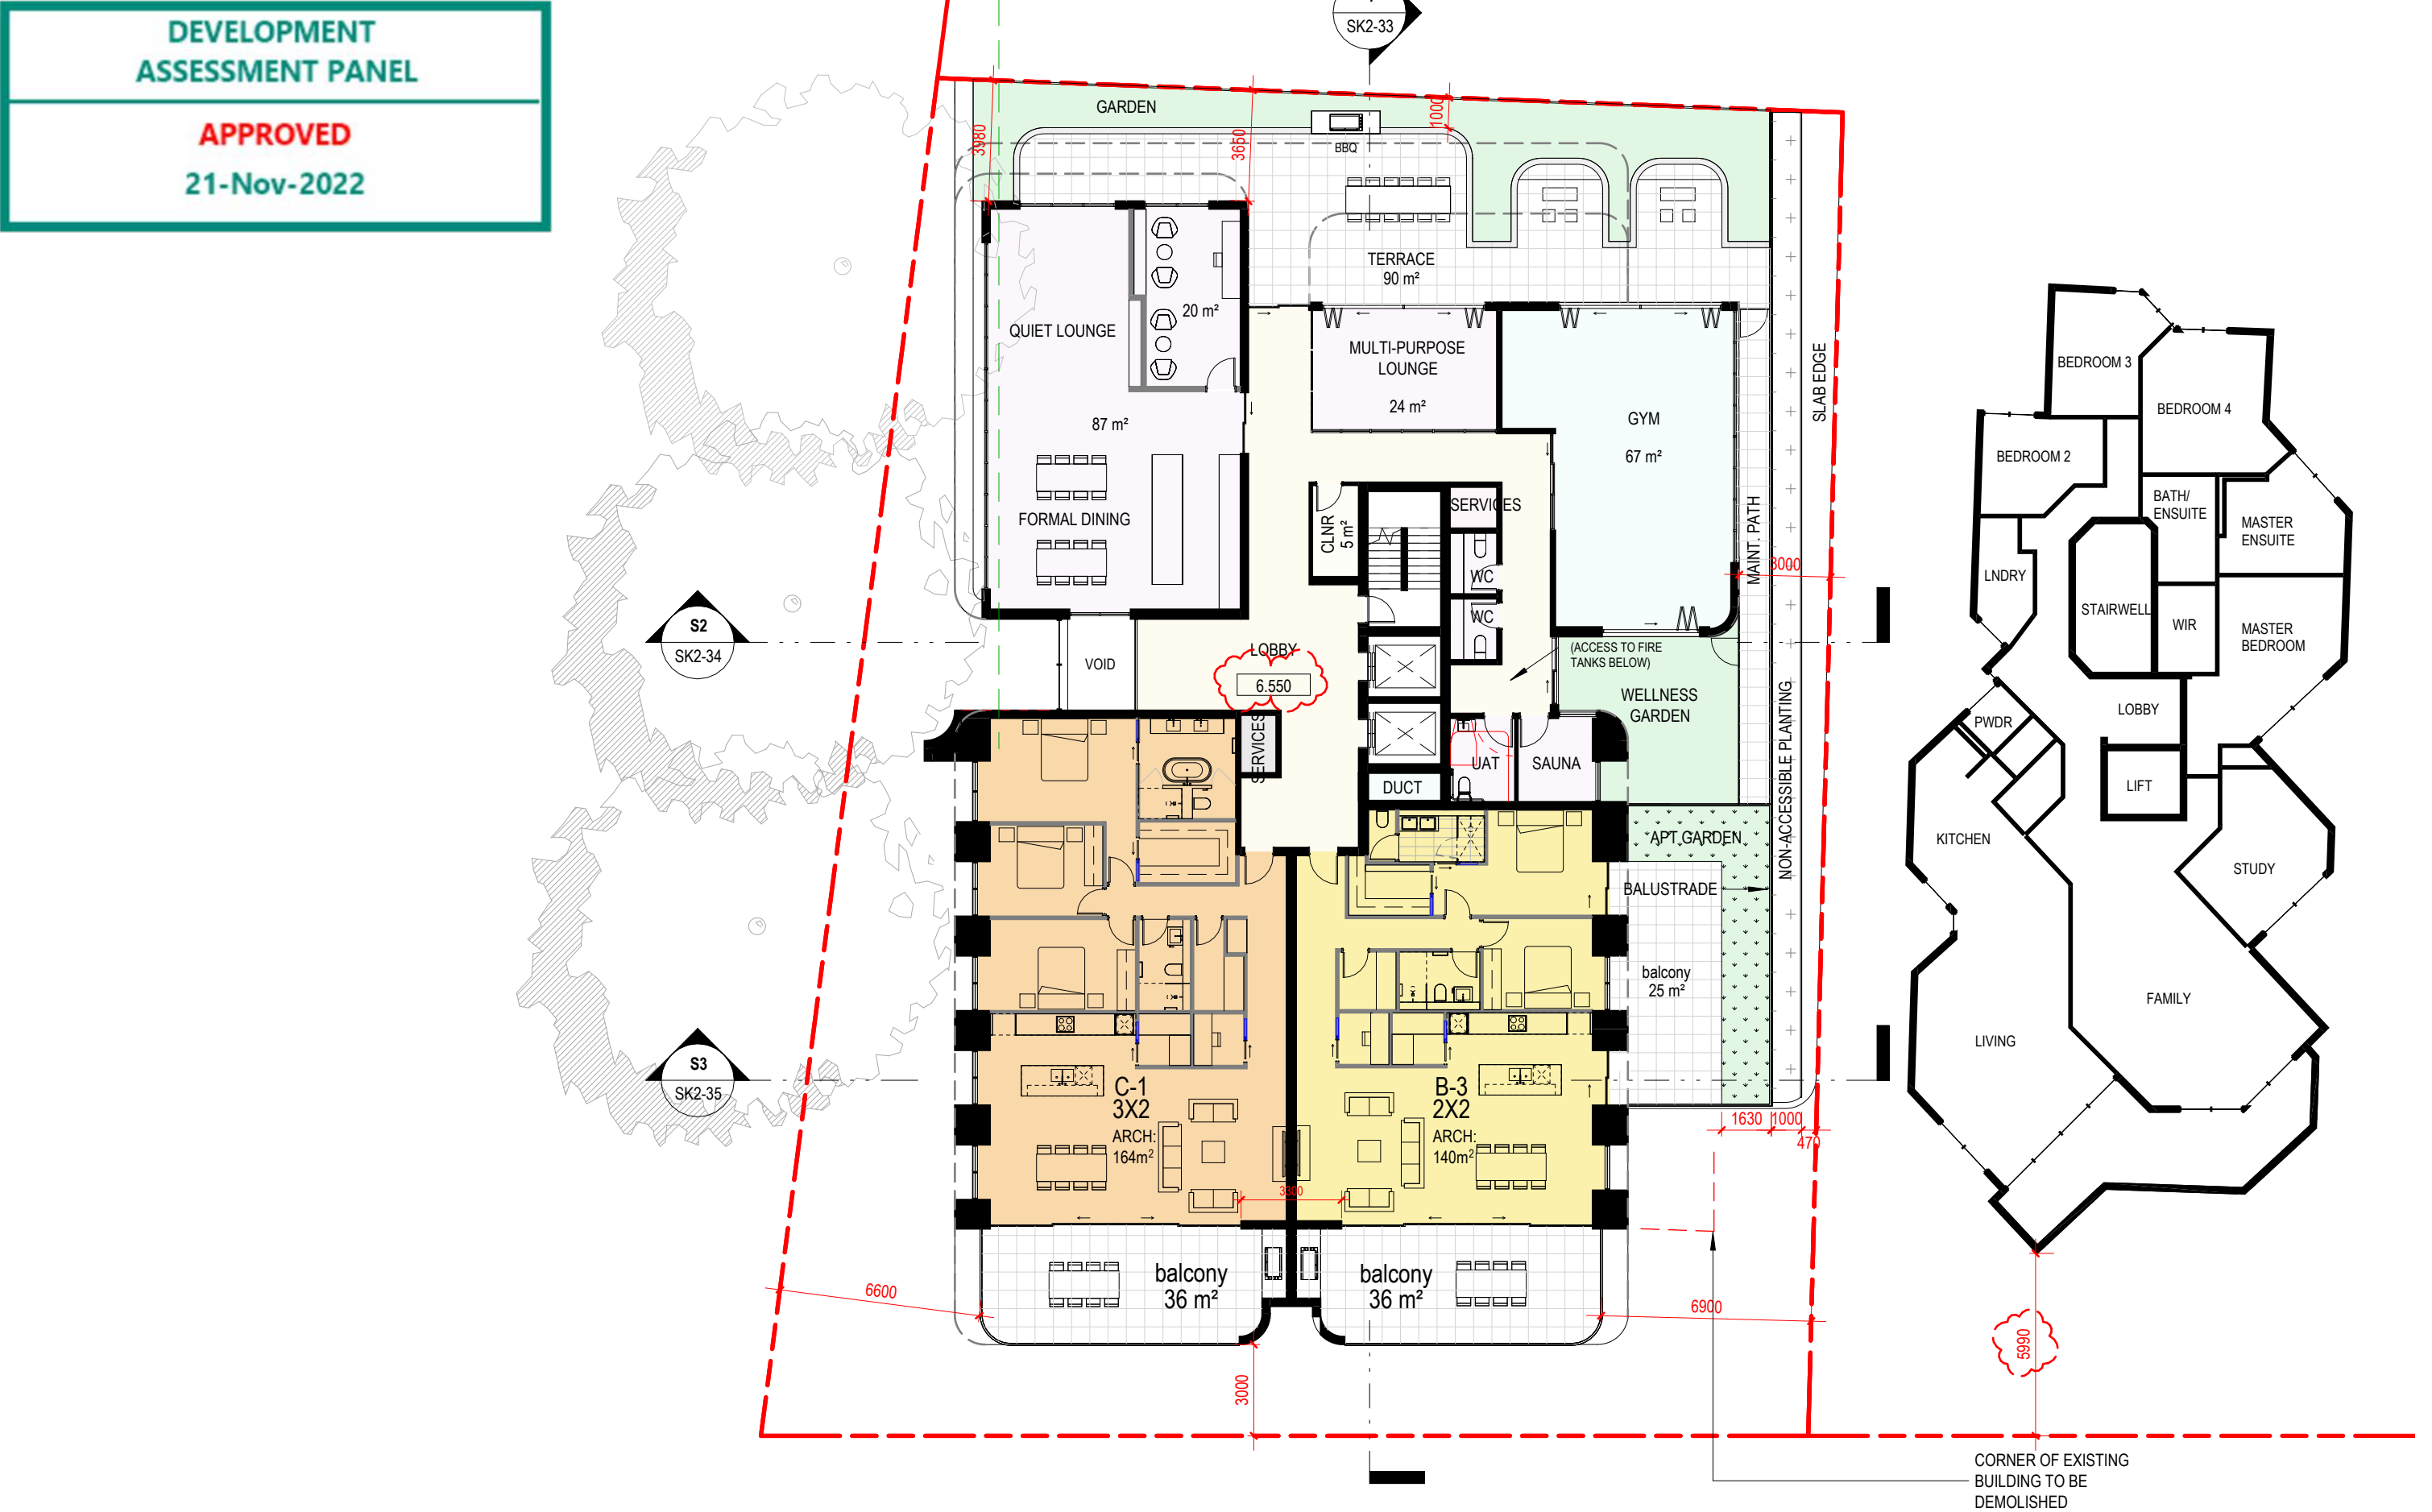 DEVELOPMENT
ASSESSMENT PANEL
APPROVED
21-Nov-2022
SK2-33
GARDEN
3980
3650
1000
BBQ
TERRACE
90 m²
QUIET LOUNGE
20 m²
87 m²
FORMAL DINING
MULTI-PURPOSE
LOUNGE
24 m²
GYM
67 m²
SLAB EDGE
MAINT. PATH
3000
NON-ACCESSIBLE PLANTING
CLNR
5 m²
SERVICES
WC
WC
(ACCESS TO FIRE
TANKS BELOW)
WELLNESS
GARDEN
VOID
LOBBY
6.550
SERVICES
UAT
SAUNA
DUCT
APT GARDEN
BALUSTRADE
balcony
25 m²
S2
SK2-34
S3
SK2-35
C-1
3X2
ARCH:
164m²
B-3
2X2
ARCH:
140m²
3300
1630
1000
470
balcony
36 m²
balcony
36 m²
6600
6900
3000
5990
CORNER OF EXISTING
BUILDING TO BE
DEMOLISHED
BEDROOM 3
BEDROOM 4
BEDROOM 2
BATH/
ENSUITE
MASTER
ENSUITE
LNDRY
STAIRWELL
WIR
MASTER
BEDROOM
PWDR
LOBBY
LIFT
KITCHEN
STUDY
FAMILY
LIVING